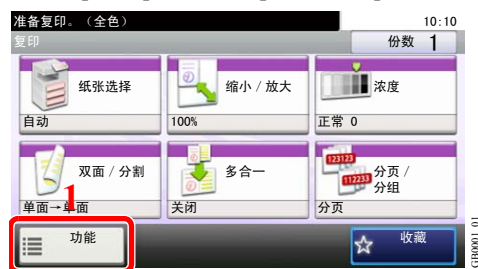 准备复印。（全色）
10:10
复印
份数 1
纸张选择
自动
缩小 / 放大
100%
浓度
正常 0
双面 / 分割
单面→单面
1
多合一
关闭
123123
112233
分页 /
分组
分页
功能
收藏
GB0001_01